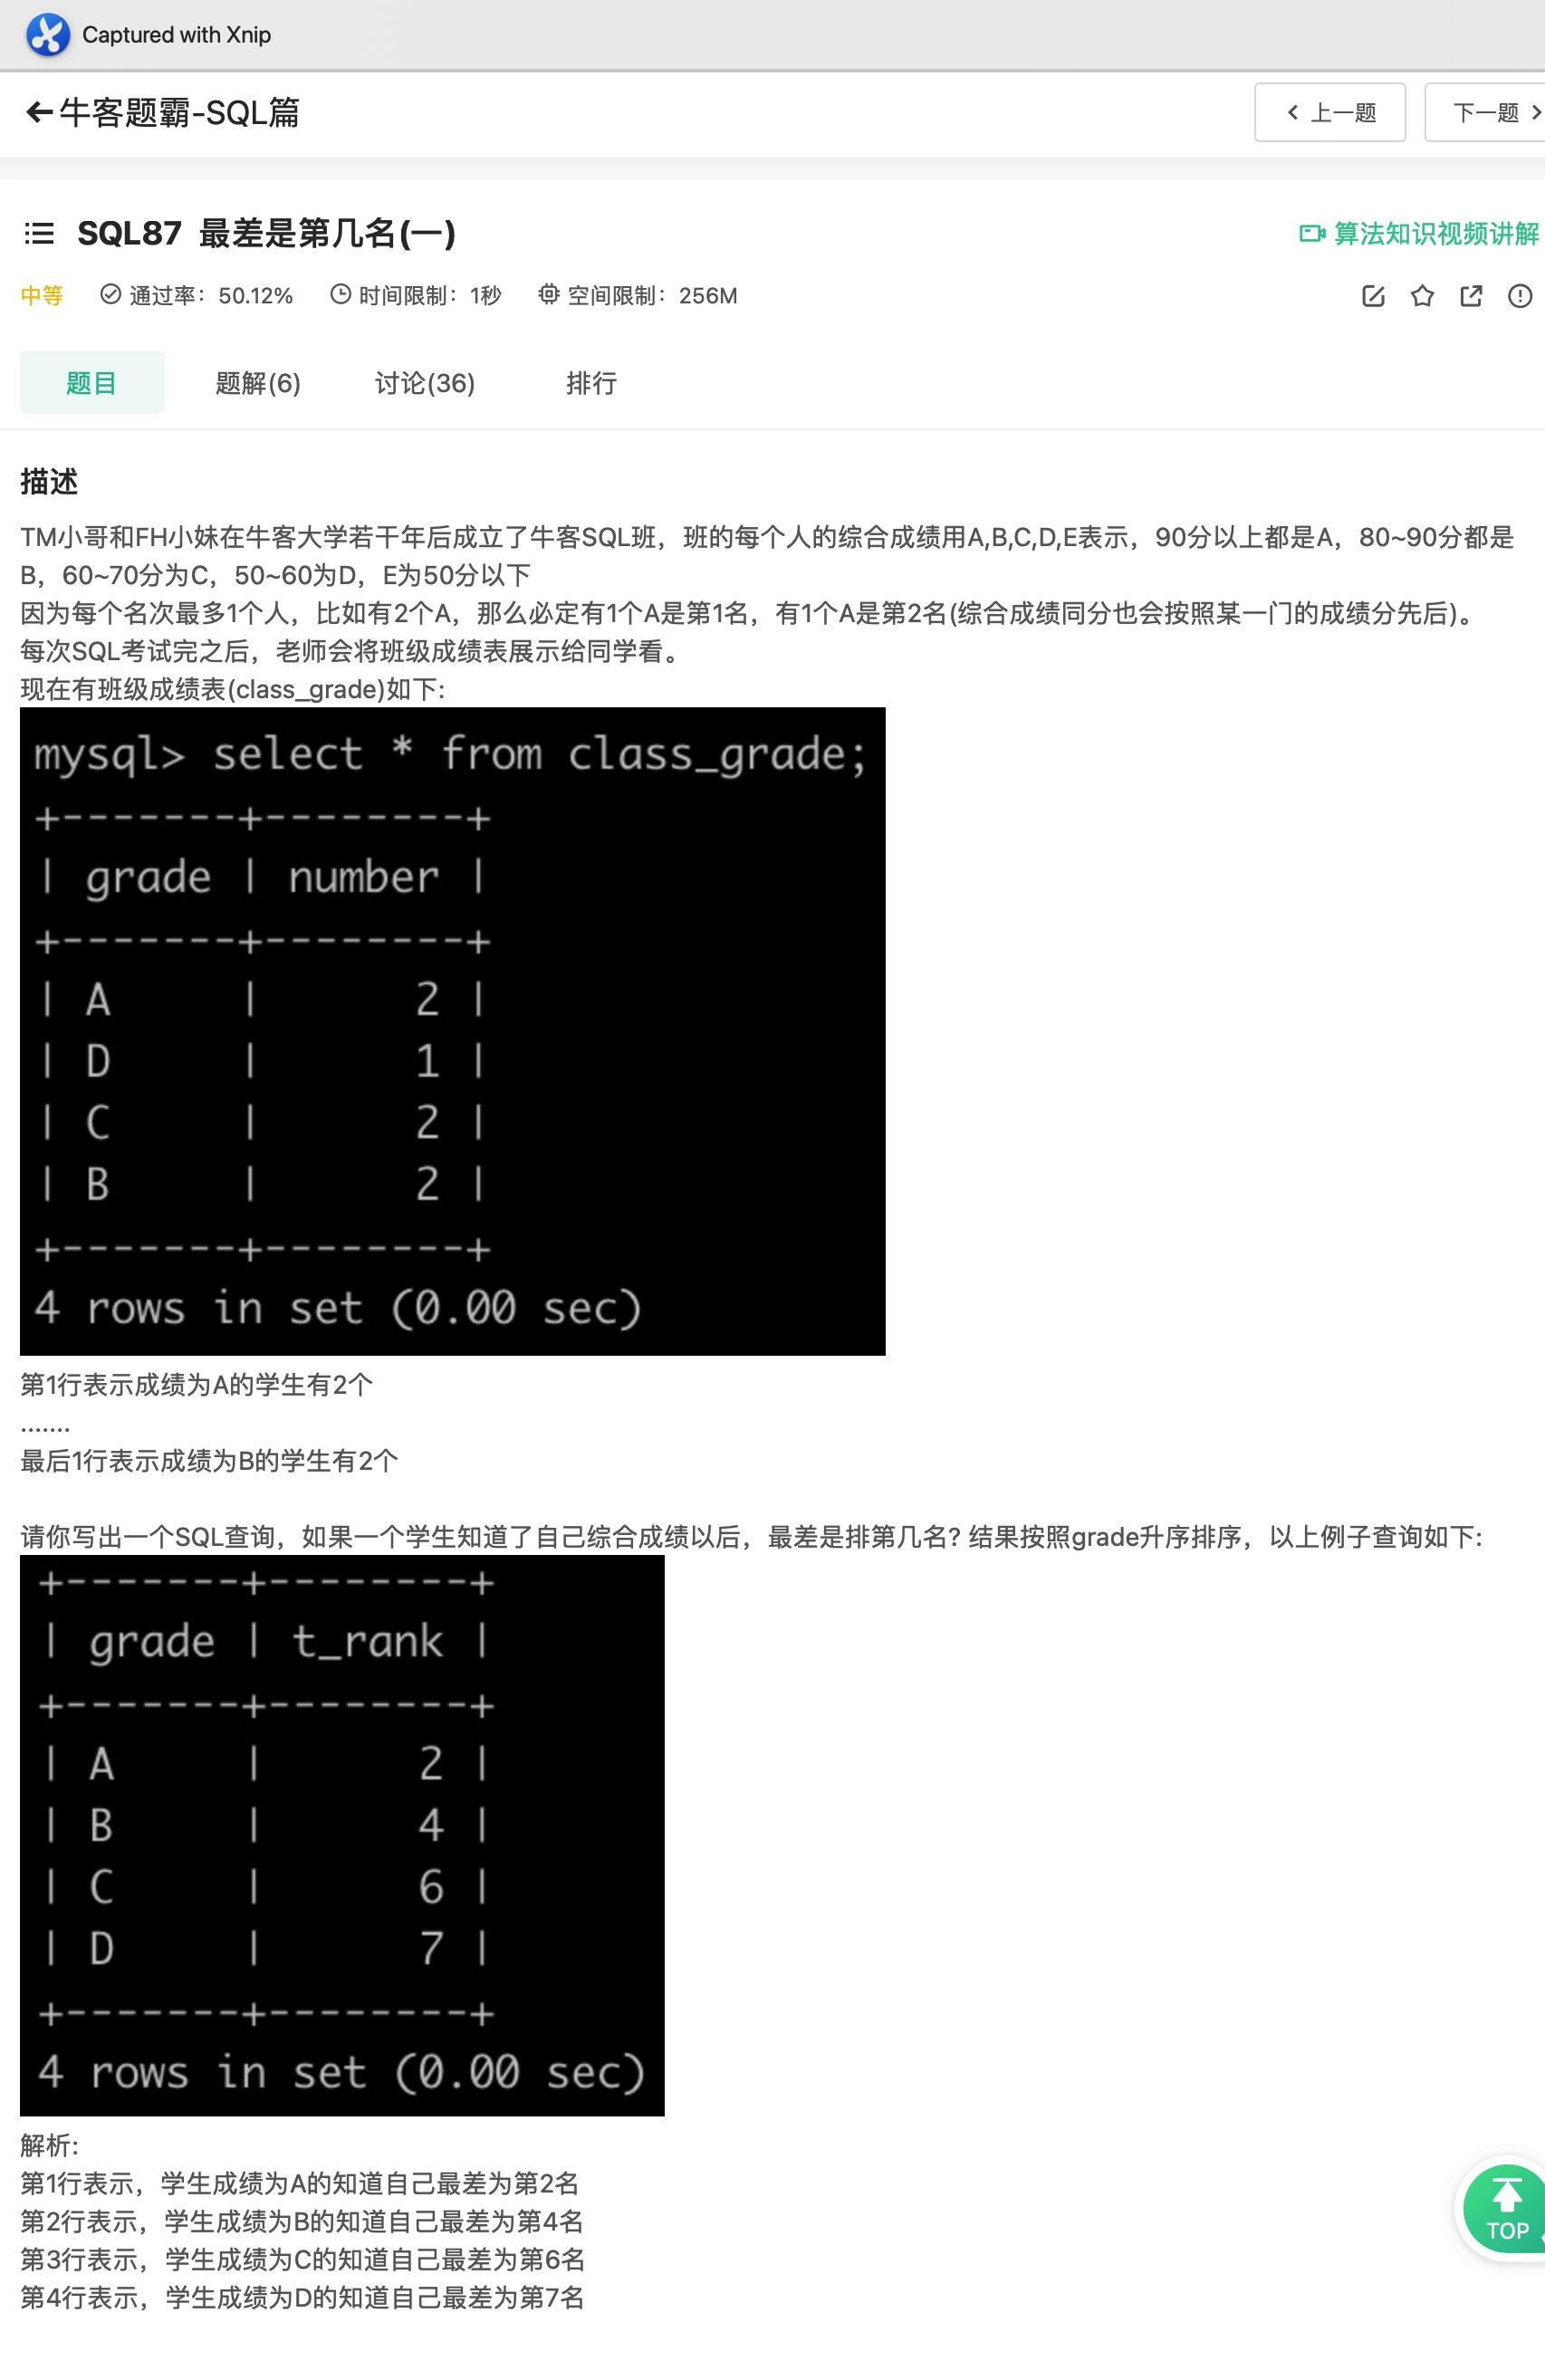 Captured with Xnip
牛客题霸-SQL篇
上一题
下一题
SQL87 最差是第几名(一)
算法知识视频讲解
中等 通过率：50.12% 时间限制：1秒 空间限制：256M
题目 题解(6) 讨论(36) 排行
描述
TM小哥和FH小妹在牛客大学若干年后成立了牛客SQL班，班的每个人的综合成绩用A,B,C,D,E表示，90分以上都是A，80~90分都是
B，60~70分为C，50~60为D，E为50分以下
因为每个名次最多1个人，比如有2个A，那么必定有1个A是第1名，有1个A是第2名(综合成绩同分也会按照某一门的成绩分先后)。
每次SQL考试完之后，老师会将班级成绩表展示给同学看。
现在有班级成绩表(class_grade)如下:
mysql> select * from class_grade;
+-------+--------+
| grade | number |
+-------+--------+
| A     |      2 |
| D     |      1 |
| C     |      2 |
| B     |      2 |
+-------+--------+
4 rows in set (0.00 sec)
第1行表示成绩为A的学生有2个
.......
最后1行表示成绩为B的学生有2个
请你写出一个SQL查询，如果一个学生知道了自己综合成绩以后，最差是排第几名? 结果按照grade升序排序，以上例子查询如下:
+-------+--------+
| grade | t_rank |
+-------+--------+
| A     |      2 |
| B     |      4 |
| C     |      6 |
| D     |      7 |
+-------+--------+
4 rows in set (0.00 sec)
解析:
第1行表示，学生成绩为A的知道自己最差为第2名
第2行表示，学生成绩为B的知道自己最差为第4名
第3行表示，学生成绩为C的知道自己最差为第6名
第4行表示，学生成绩为D的知道自己最差为第7名
TOP